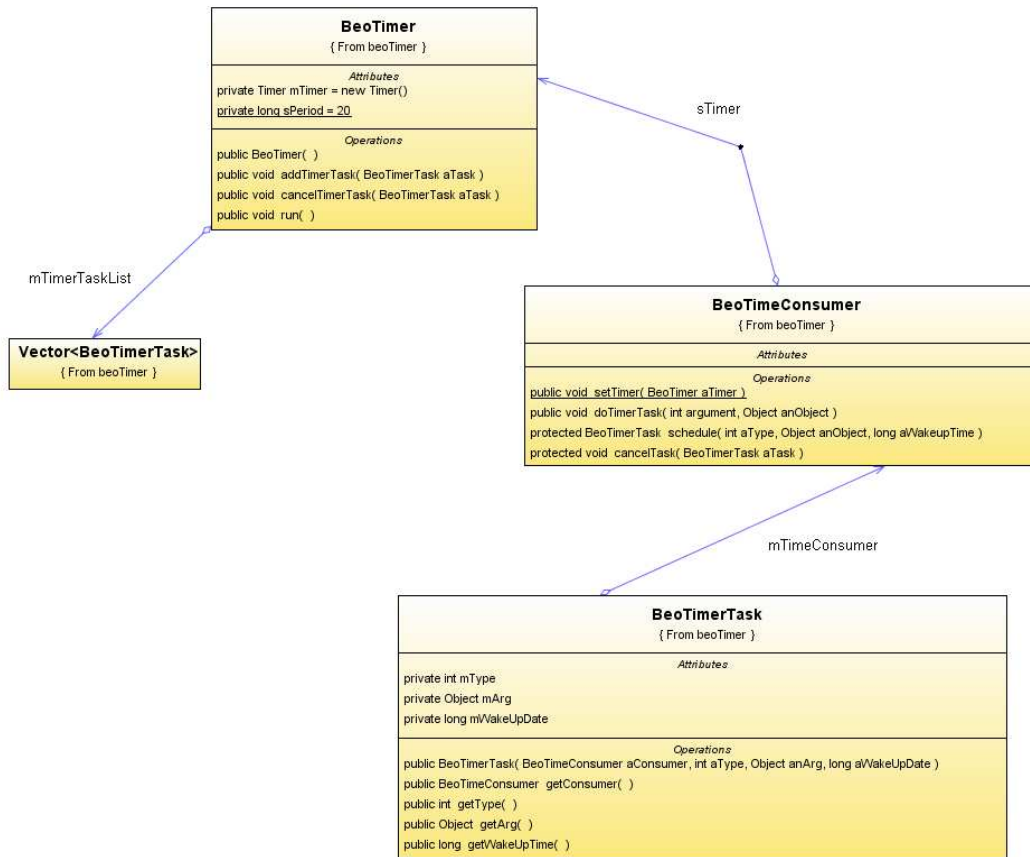 BeoTimer
{ From beoTimer }
Attributes
private Timer mTimer = new Timer()
private long sPeriod = 20
Operations
public BeoTimer( )
public void addTimerTask( BeoTimerTask aTask )
public void cancelTimerTask( BeoTimerTask aTask )
public void run( )
sTimer
mTimerTaskList
Vector<BeoTimerTask>
{ From beoTimer }
BeoTimeConsumer
{ From beoTimer }
Attributes
Operations
public void setTimer( BeoTimer aTimer )
public void doTimerTask( int argument, Object anObject )
protected BeoTimerTask schedule( int aType, Object anObject, long aWakeupTime )
protected void cancelTask( BeoTimerTask aTask )
mTimeConsumer
BeoTimerTask
{ From beoTimer }
Attributes
private int mType
private Object mArg
private long mWakeUpDate
Operations
public BeoTimerTask( BeoTimeConsumer aConsumer, int aType, Object anArg, long aWakeUpDate )
public BeoTimeConsumer getConsumer( )
public int getType( )
public Object getArg( )
public long getWakeUpTime( )